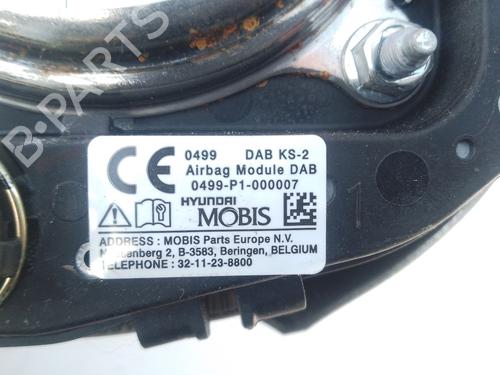 B-PARTS
CE 0499 DAB KS-2
Airbag Module DAB
0499-P1-000007
HYUNDAI
MOBIS
ADDRESS : MOBIS Parts Europe N.V.
2, B-3583, Beringen, BELGIUM
TELEPHONE : 32-11-23-8800
1